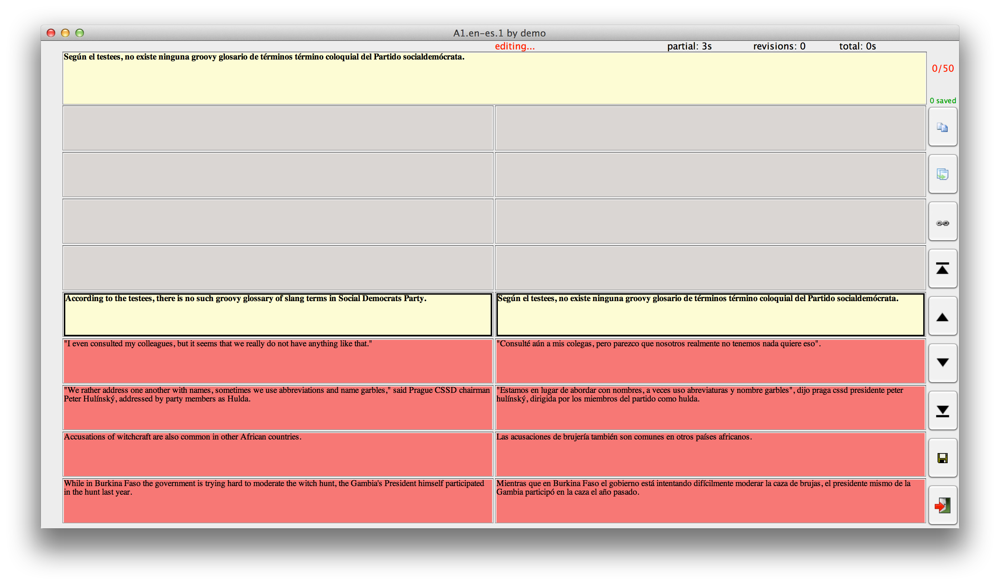 A1.en-es.1 by demo
editing...
partial: 3s
revisions: 0
total: 0s
Según el testees, no existe ninguna groovy glosario de términos término coloquial del Partido socialdemócrata.
0/50
0 saved
According to the testees, there is no such groovy glossary of slang terms in Social Democrats Party.
Según el testees, no existe ninguna groovy glosario de términos término coloquial del Partido socialdemócrata.
"I even consulted my colleagues, but it seems that we really do not have anything like that."
"Consulté aún a mis colegas, pero parezco que nosotros realmente no tenemos nada quiere eso".
"We rather address one another with names, sometimes we use abbreviations and name garbles," said Prague CSSD chairman
Peter Hulínský, addressed by party members as Hulda.
"Estamos en lugar de abordar con nombres, a veces uso abreviaturas y nombre garbles", dijo praga cssd presidente peter
hulínský, dirigida por los miembros del partido como hulda.
Accusations of witchcraft are also common in other African countries.
Las acusaciones de brujería también son comunes en otros países africanos.
While in Burkina Faso the government is trying hard to moderate the witch hunt, the Gambia's President himself participated
in the hunt last year.
Mientras que en Burkina Faso el gobierno está intentando difícilmente moderar la caza de brujas, el presidente mismo de la
Gambia participó en la caza el año pasado.